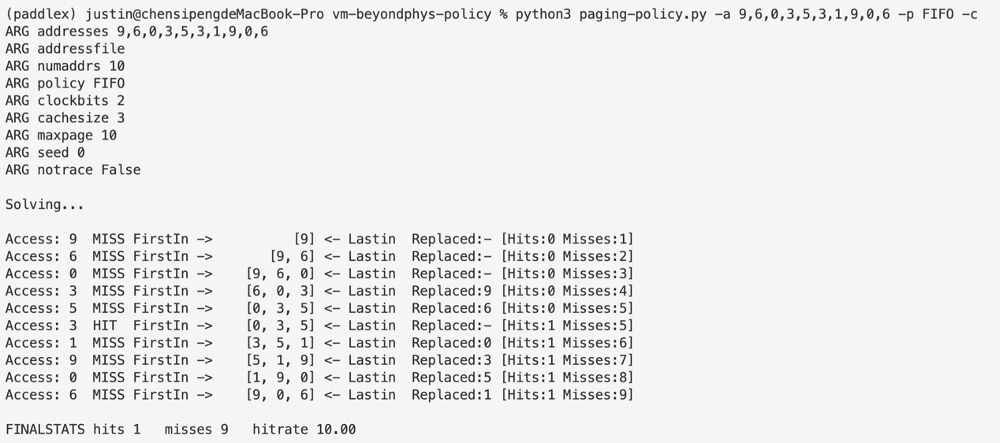 (paddlex) justin@chensipengdeMacBook-Pro vm-beyondphys-policy % python3 paging-policy.py -a 9,6,0,3,5,3,1,9,0,6 -p FIFO -c
ARG addresses 9,6,0,3,5,3,1,9,0,6
ARG addressfile
ARG numaddrs 10
ARG policy FIFO
ARG clockbits 2
ARG cachesize 3
ARG maxpage 10
ARG seed 0
ARG notrace False

Solving...

Access: 9  MISS FirstIn ->          [9] <- Lastin  Replaced:- [Hits:0 Misses:1]
Access: 6  MISS FirstIn ->       [9, 6] <- Lastin  Replaced:- [Hits:0 Misses:2]
Access: 0  MISS FirstIn ->    [9, 6, 0] <- Lastin  Replaced:- [Hits:0 Misses:3]
Access: 3  MISS FirstIn ->    [6, 0, 3] <- Lastin  Replaced:9 [Hits:0 Misses:4]
Access: 5  MISS FirstIn ->    [0, 3, 5] <- Lastin  Replaced:6 [Hits:0 Misses:5]
Access: 3  HIT  FirstIn ->    [0, 3, 5] <- Lastin  Replaced:- [Hits:1 Misses:5]
Access: 1  MISS FirstIn ->    [3, 5, 1] <- Lastin  Replaced:0 [Hits:1 Misses:6]
Access: 9  MISS FirstIn ->    [5, 1, 9] <- Lastin  Replaced:3 [Hits:1 Misses:7]
Access: 0  MISS FirstIn ->    [1, 9, 0] <- Lastin  Replaced:5 [Hits:1 Misses:8]
Access: 6  MISS FirstIn ->    [9, 0, 6] <- Lastin  Replaced:1 [Hits:1 Misses:9]

FINALSTATS hits 1   misses 9   hitrate 10.00